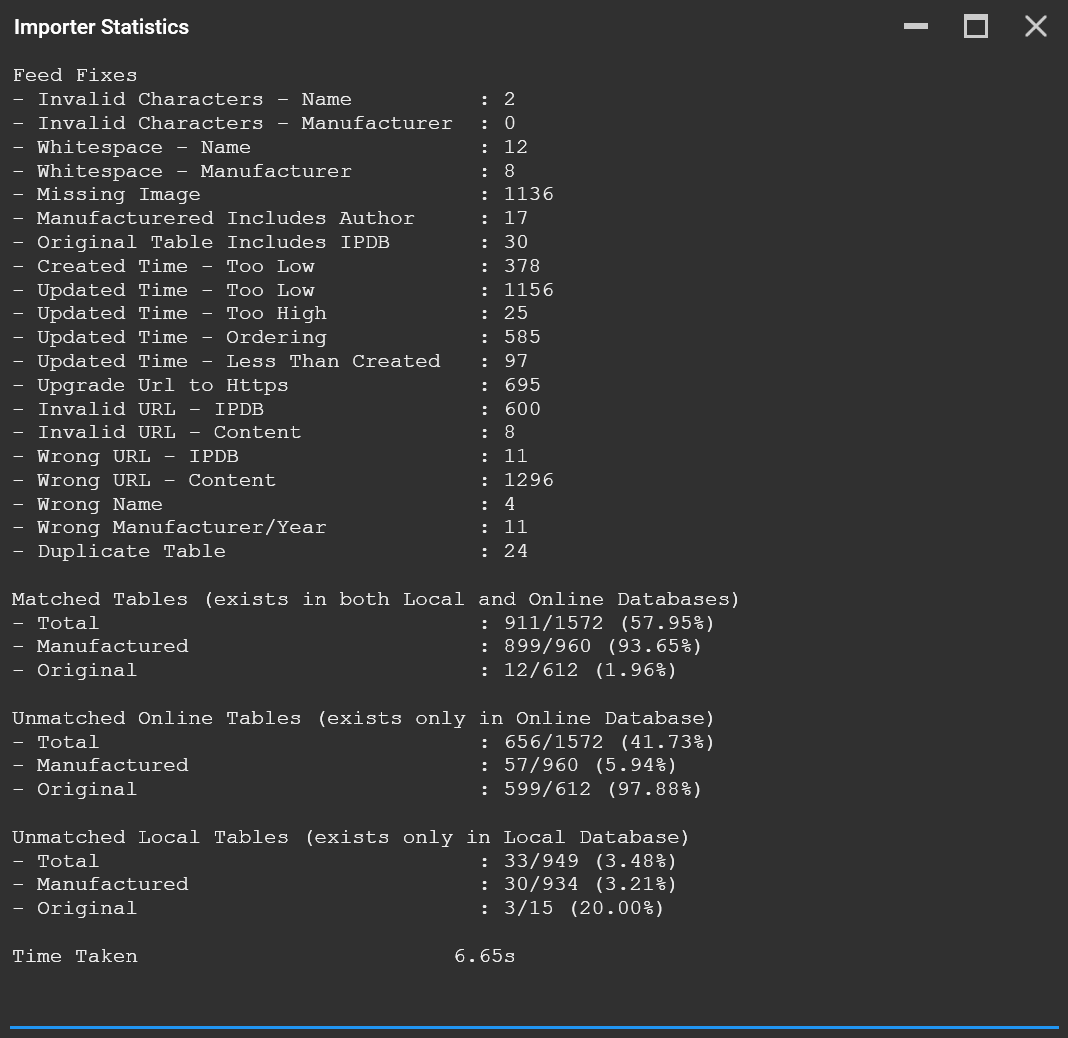 Importer Statistics
Feed Fixes
- Invalid Characters - Name : 2
- Invalid Characters - Manufacturer : 0
- Whitespace - Name : 12
- Whitespace - Manufacturer : 8
- Missing Image : 1136
- Manufacturered Includes Author : 17
- Original Table Includes IPDB : 30
- Created Time - Too Low : 378
- Updated Time - Too Low : 1156
- Updated Time - Too High : 25
- Updated Time - Ordering : 585
- Updated Time - Less Than Created : 97
- Upgrade Url to Https : 695
- Invalid URL - IPDB : 600
- Invalid URL - Content : 8
- Wrong URL - IPDB : 11
- Wrong URL - Content : 1296
- Wrong Name : 4
- Wrong Manufacturer/Year : 11
- Duplicate Table : 24
Matched Tables (exists in both Local and Online Databases)
- Total : 911/1572 (57.95%)
- Manufactured : 899/960 (93.65%)
- Original : 12/612 (1.96%)
Unmatched Online Tables (exists only in Online Database)
- Total : 656/1572 (41.73%)
- Manufactured : 57/960 (5.94%)
- Original : 599/612 (97.88%)
Unmatched Local Tables (exists only in Local Database)
- Total : 33/949 (3.48%)
- Manufactured : 30/934 (3.21%)
- Original : 3/15 (20.00%)
Time Taken 6.65s